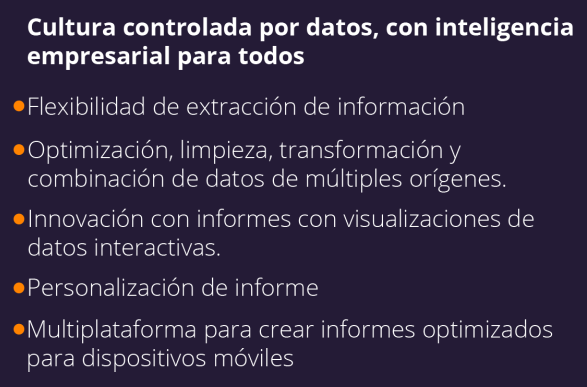 Cultura controlada por datos, con inteligencia
empresarial para todos
●Flexibilidad de extracción de información
●Optimización, limpieza, transformación y
combinación de datos de múltiples orígenes.
●Innovación con informes con visualizaciones de
datos interactivas.
●Personalización de informe
●Multiplataforma para crear informes optimizados
para dispositivos móviles